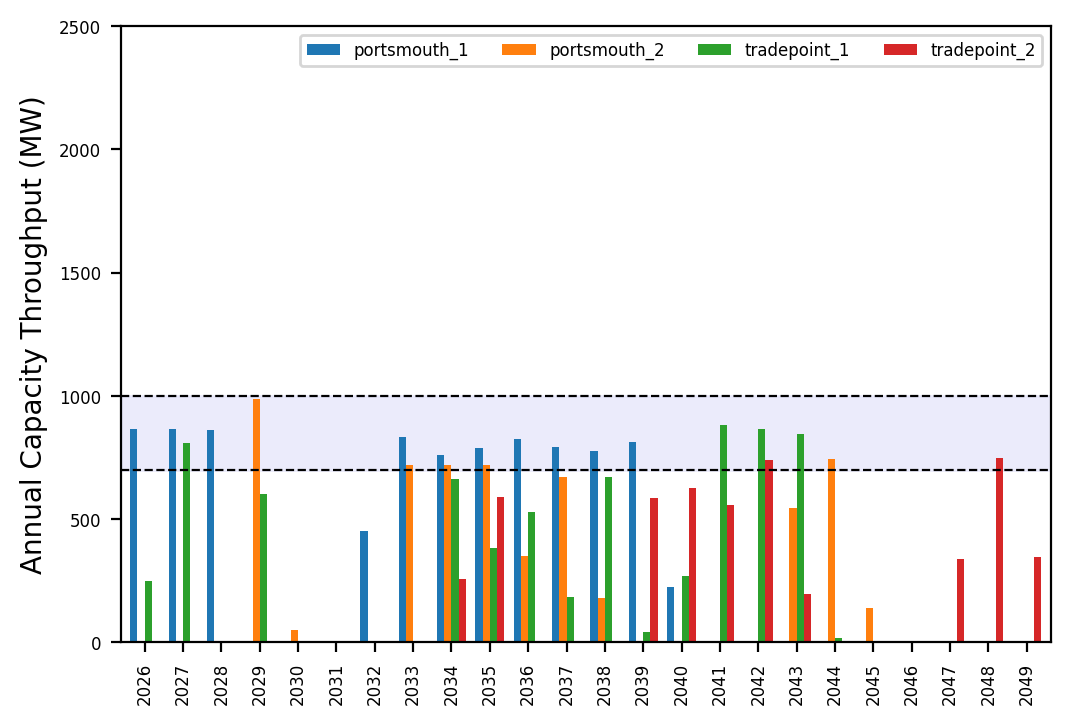 2500
2000
1500
1000
500
0
Annual Capacity Throughput (MW)
portsmouth_1 portsmouth_2 tradepoint_1 tradepoint_2
2026 2027 2028 2029 2030 2031 2032 2033 2034 2035 2036 2037 2038 2039 2040 2041 2042 2043 2044 2045 2046 2047 2048 2049